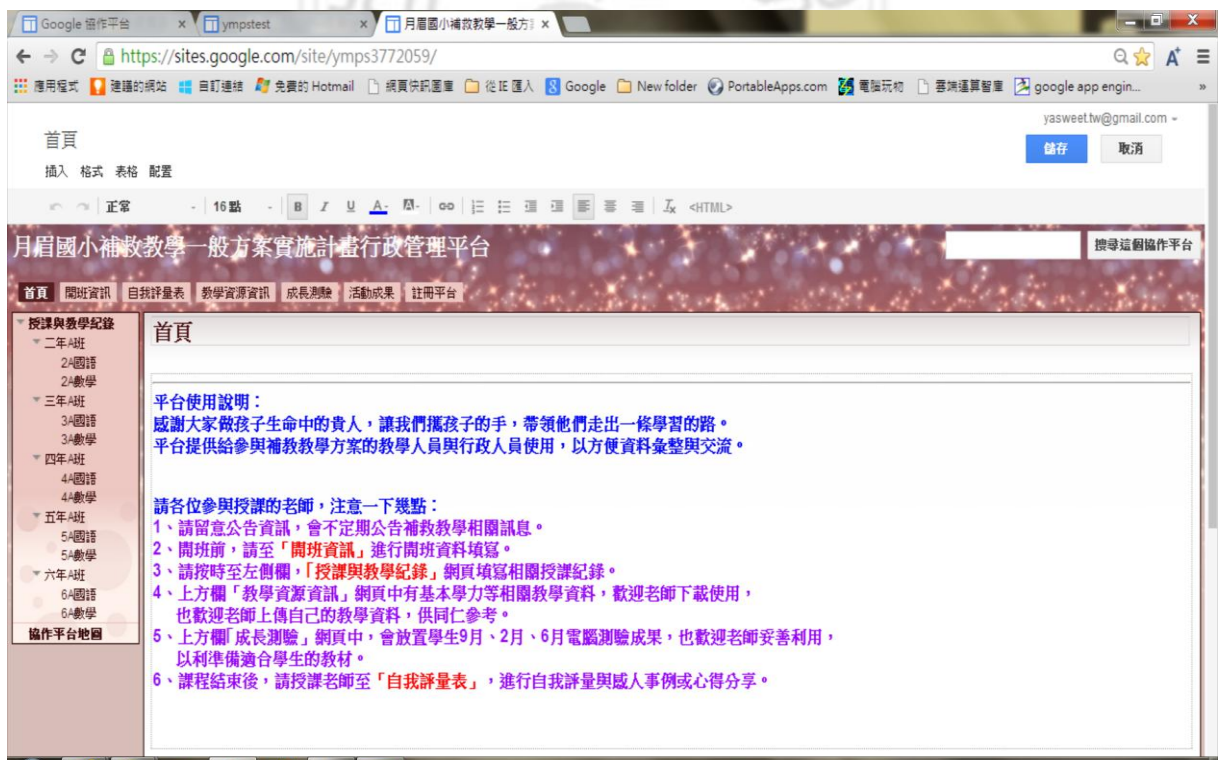 Google 協作平台
ympstest
月眉國小補救教學一般方
https://sites.google.com/site/ymps3772059/
應用程式 建議的網站 自訂連結 免費的 Hotmail 網頁快訊圖庫 從 IE 匯入 Google New folder PortableApps.com 電腦玩物 雲端運算智庫 google app engin... »
yasweet.tw@gmail.com
首頁
儲存 取消
插入 格式 表格 配置
正常 16 點 B I U A <HTML>
月眉國小補救教學一般方案實施計畫行政管理平台
搜尋這個協作平台
首頁 開班資訊 自我評量表 教學資源資訊 成長測驗 活動成果 註冊平台
授課與教學紀錄
二年A班
2A國語
2A數學
三年A班
3A國語
3A數學
四年A班
4A國語
4A數學
五年A班
5A國語
5A數學
六年A班
6A國語
6A數學
協作平台地圖
首頁
平台使用說明：
感謝大家做孩子生命中的貴人，讓我們攜孩子的手，帶領他們走出一條學習的路。
平台提供給參與補教教學方案的教學人員與行政人員使用，以方便資料彙整與交流。
請各位參與授課的老師，注意一下幾點：
1、請留意公告資訊，會不定期公告補救教學相關訊息。
2、開班前，請至「開班資訊」進行開班資料填寫。
3、請按時至左側欄，「授課與教學紀錄」網頁填寫相關授課紀錄。
4、上方欄「教學資源資訊」網頁中有基本學力等相關教學資料，歡迎老師下載使用，
也歡迎老師上傳自己的教學資料，供同仁參考。
5、上方欄「成長測驗」網頁中，會放置學生9月、2月、6月電腦測驗成果，也歡迎老師妥善利用，
以利準備適合學生的教材。
6、課程結束後，請授課老師至「自我評量表」，進行自我評量與感人事例或心得分享。